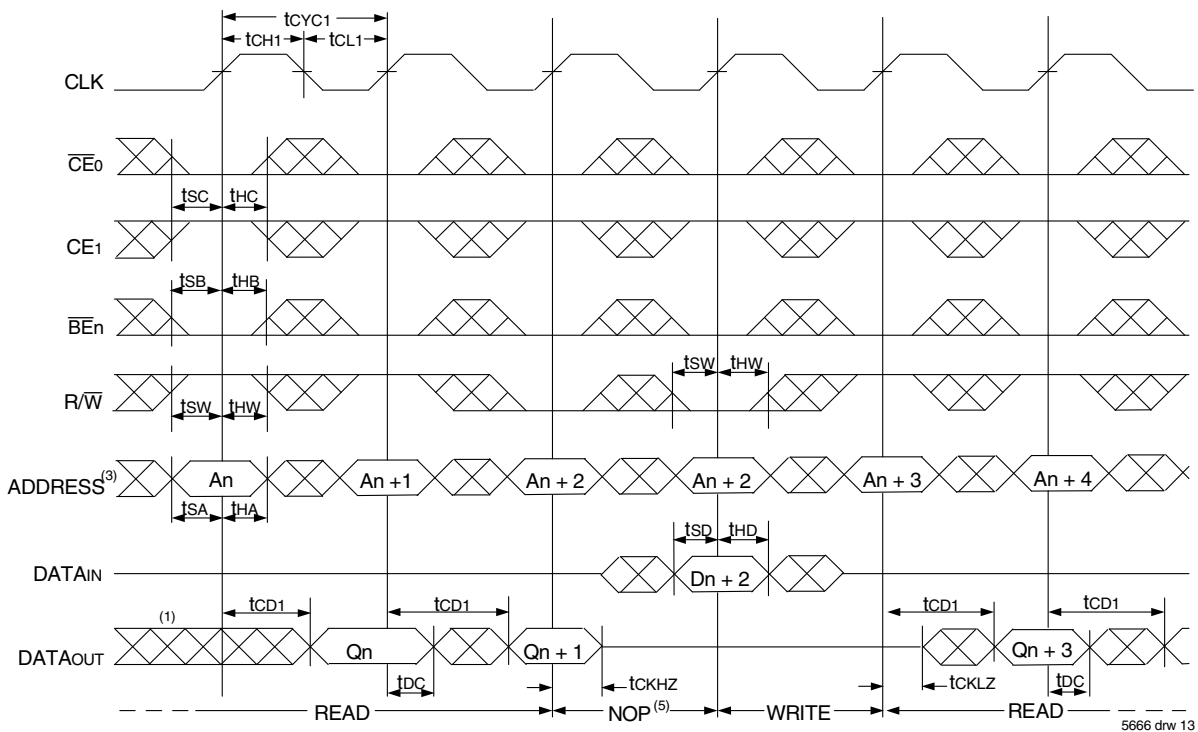 tCYC1
tCH1 tCL1
CLK
CE0
tSC tHC
CE1
tSB tHB
BEn
tSW tHW
R/W
tSW tHW
ADDRESS(3) An An +1 An + 2 An + 2 An + 3 An + 4
tSA tHA
tSD tHD
DATAIN Dn + 2
tCD1 tCD1 tCD1 tCD1
(1)
DATAOUT Qn Qn + 1 Qn + 3
tDC tCKHZ tCKLZ tDC
READ NOP(5) WRITE READ
5666 drw 13